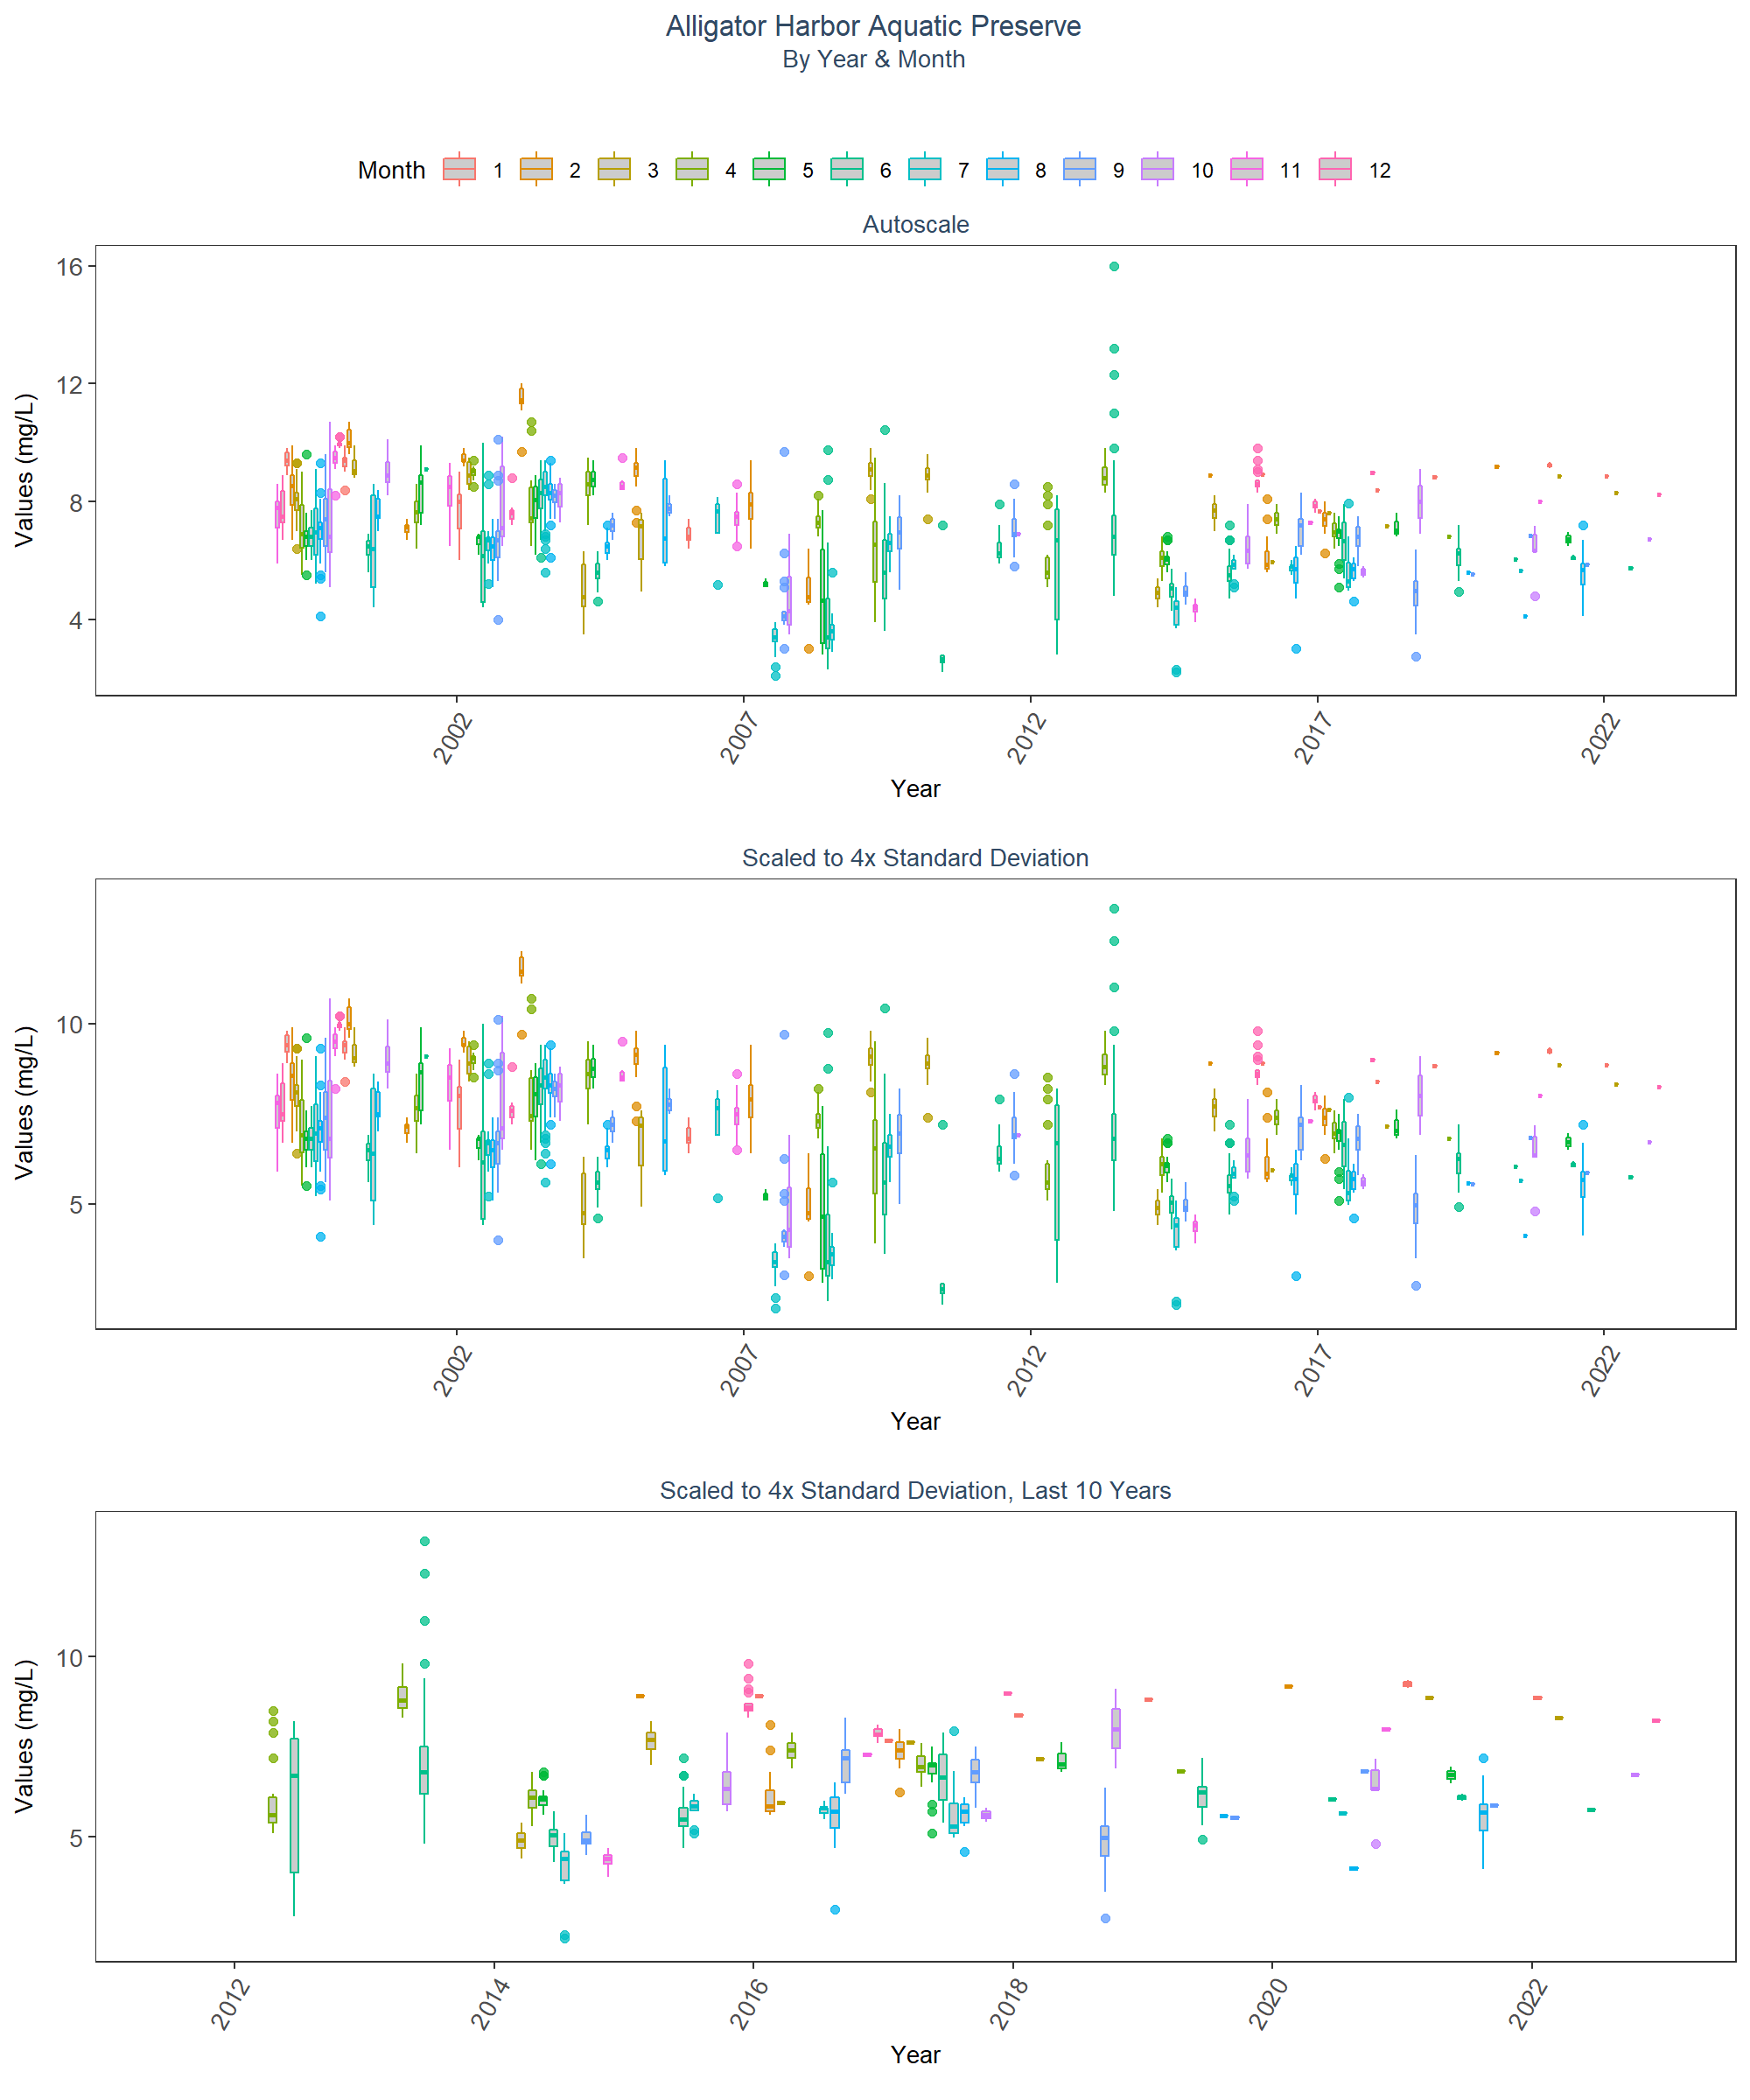 Alligator Harbor Aquatic Preserve
By Year & Month
Month 1 2 3 4 5 6 7 8 9 10 11 12
Autoscale
Values (mg/L)
16
12
8
4
2002 2007 2012 2017 2022
Year
Scaled to 4x Standard Deviation
Values (mg/L)
10
5
2002 2007 2012 2017 2022
Year
Scaled to 4x Standard Deviation, Last 10 Years
Values (mg/L)
10
5
2012 2014 2016 2018 2020 2022
Year